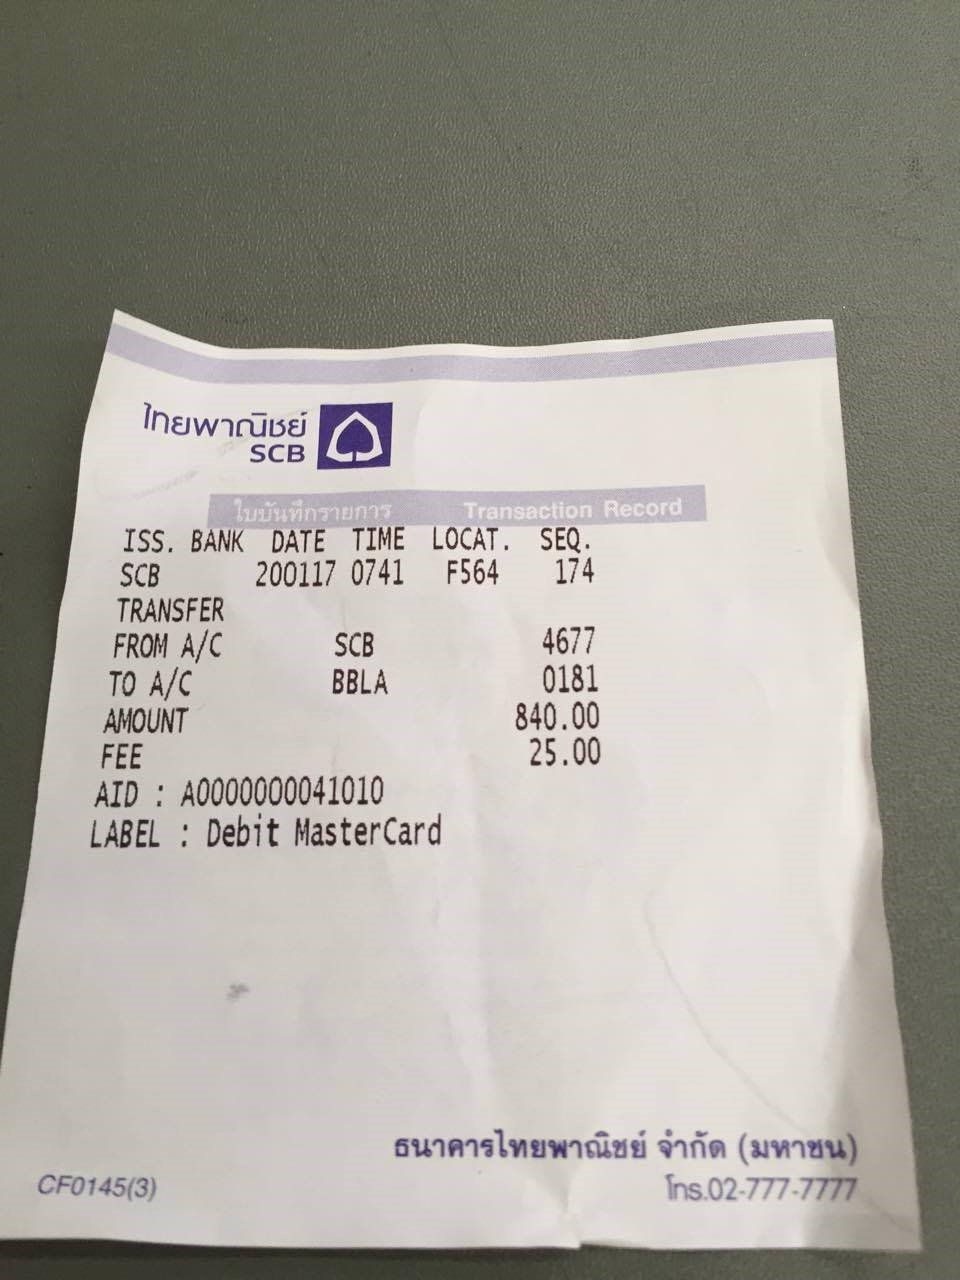 ไทยพาณิชย์
SCB
ใบบันทึกรายการ Transaction Record
ISS. BANK DATE TIME LOCAT. SEQ.
SCB 200117 0741 F564 174
TRANSFER
FROM A/C SCB 4677
TO A/C BBLA 0181
AMOUNT 840.00
FEE 25.00
AID : A0000000041010
LABEL : Debit MasterCard
ธนาคารไทยพาณิชย์ จำกัด (มหาชน)
CF0145(3) โทร.02-777-7777